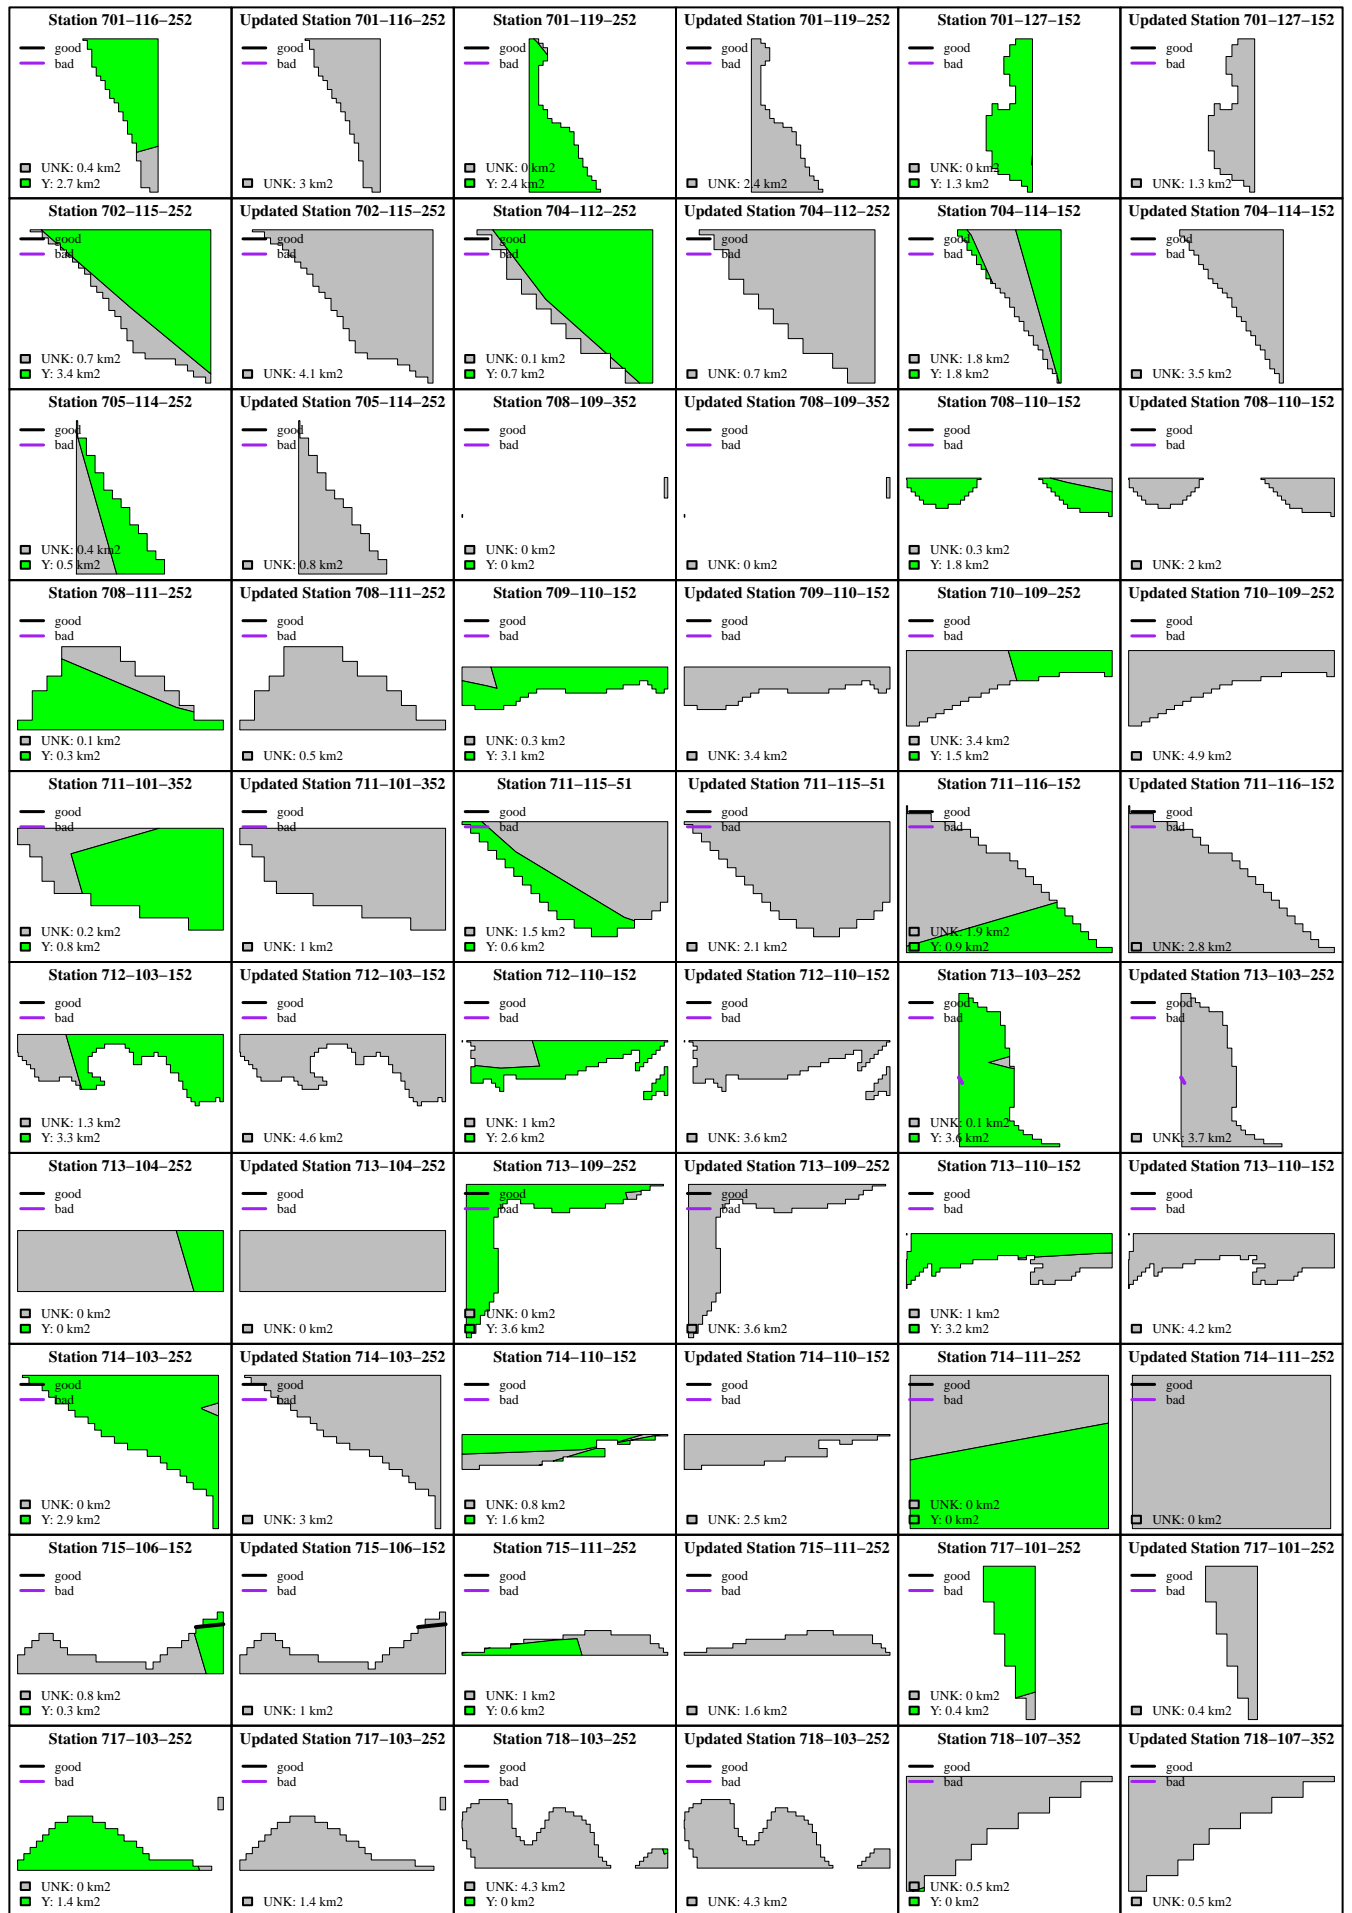 Station 701−116−252
good
bad
UNK: 0.4 km2
Y: 2.7 km2
Updated Station 701−116−252
good
bad
UNK: 3 km2
Station 701−119−252
good
bad
UNK: 0 km2
Y: 2.4 km2
Updated Station 701−119−252
good
bad
UNK: 2.4 km2
Station 701−127−152
good
bad
UNK: 0 km2
Y: 1.3 km2
Updated Station 701−127−152
good
bad
UNK: 1.3 km2
Station 702−115−252
good
bad
UNK: 0.7 km2
Y: 3.4 km2
Updated Station 702−115−252
good
bad
UNK: 4.1 km2
Station 704−112−252
good
bad
UNK: 0.1 km2
Y: 0.7 km2
Updated Station 704−112−252
good
bad
UNK: 0.7 km2
Station 704−114−152
good
bad
UNK: 1.8 km2
Y: 1.8 km2
Updated Station 704−114−152
good
bad
UNK: 3.5 km2
Station 705−114−252
good
bad
UNK: 0.4 km2
Y: 0.5 km2
Updated Station 705−114−252
good
bad
UNK: 0.8 km2
Station 708−109−352
good
bad
UNK: 0 km2
Y: 0 km2
Updated Station 708−109−352
good
bad
UNK: 0 km2
Station 708−110−152
good
bad
UNK: 0.3 km2
Y: 1.8 km2
Updated Station 708−110−152
good
bad
UNK: 2 km2
Station 708−111−252
good
bad
UNK: 0.1 km2
Y: 0.3 km2
Updated Station 708−111−252
good
bad
UNK: 0.5 km2
Station 709−110−152
good
bad
UNK: 0.3 km2
Y: 3.1 km2
Updated Station 709−110−152
good
bad
UNK: 3.4 km2
Station 710−109−252
good
bad
UNK: 3.4 km2
Y: 1.5 km2
Updated Station 710−109−252
good
bad
UNK: 4.9 km2
Station 711−101−352
good
bad
UNK: 0.2 km2
Y: 0.8 km2
Updated Station 711−101−352
good
bad
UNK: 1 km2
Station 711−115−51
good
bad
UNK: 1.5 km2
Y: 0.6 km2
Updated Station 711−115−51
good
bad
UNK: 2.1 km2
Station 711−116−152
good
bad
UNK: 1.9 km2
Y: 0.9 km2
Updated Station 711−116−152
good
bad
UNK: 2.8 km2
Station 712−103−152
good
bad
UNK: 1.3 km2
Y: 3.3 km2
Updated Station 712−103−152
good
bad
UNK: 4.6 km2
Station 712−110−152
good
bad
UNK: 1 km2
Y: 2.6 km2
Updated Station 712−110−152
good
bad
UNK: 3.6 km2
Station 713−103−252
good
bad
UNK: 0.1 km2
Y: 3.6 km2
Updated Station 713−103−252
good
bad
UNK: 3.7 km2
Station 713−104−252
good
bad
UNK: 0 km2
Y: 0 km2
Updated Station 713−104−252
good
bad
UNK: 0 km2
Station 713−109−252
good
bad
UNK: 0 km2
Y: 3.6 km2
Updated Station 713−109−252
good
bad
UNK: 3.6 km2
Station 713−110−152
good
bad
UNK: 1 km2
Y: 3.2 km2
Updated Station 713−110−152
good
bad
UNK: 4.2 km2
Station 714−103−252
good
bad
UNK: 0 km2
Y: 2.9 km2
Updated Station 714−103−252
good
bad
UNK: 3 km2
Station 714−110−152
good
bad
UNK: 0.8 km2
Y: 1.6 km2
Updated Station 714−110−152
good
bad
UNK: 2.5 km2
Station 714−111−252
good
bad
UNK: 0 km2
Y: 0 km2
Updated Station 714−111−252
good
bad
UNK: 0 km2
Station 715−106−152
good
bad
UNK: 0.8 km2
Y: 0.3 km2
Updated Station 715−106−152
good
bad
UNK: 1 km2
Station 715−111−252
good
bad
UNK: 1 km2
Y: 0.6 km2
Updated Station 715−111−252
good
bad
UNK: 1.6 km2
Station 717−101−252
good
bad
UNK: 0 km2
Y: 0.4 km2
Updated Station 717−101−252
good
bad
UNK: 0.4 km2
Station 717−103−252
good
bad
UNK: 0 km2
Y: 1.4 km2
Updated Station 717−103−252
good
bad
UNK: 1.4 km2
Station 718−103−252
good
bad
UNK: 4.3 km2
Y: 0 km2
Updated Station 718−103−252
good
bad
UNK: 4.3 km2
Station 718−107−352
good
bad
UNK: 0.5 km2
Y: 0 km2
Updated Station 718−107−352
good
bad
UNK: 0.5 km2